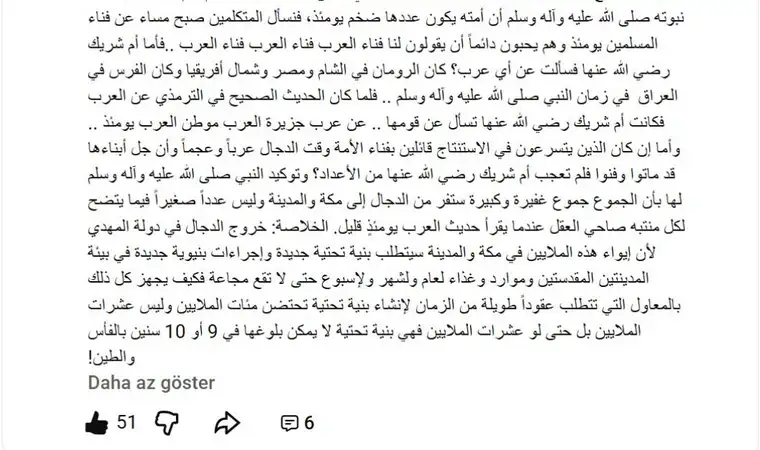 نبوته صلى الله عليه وآله وسلم أن أمته يكون عددها ضخم يومئذ، فنسأل المتكلمين صبح مساء عن فناء
المسلمين يومئذ وهم يحبون دائماً أن يقولون لنا فناء العرب فناء العرب فناء العرب ..فأما أم شريك
رضي الله عنها فسألت عن أي عرب؟ كان الرومان في الشام ومصر وشمال أفريقيا وكان الفرس في
العراق في زمان النبي صلى الله عليه وآله وسلم .. فلما كان الحديث الصحيح في الترمذي عن العرب
فكانت أم شريك رضي الله عنها تسأل عن قومها .. عن عرب جزيرة العرب موطن العرب يومئذ ..
وأما إن كان الذين يتسرعون في الاستنتاج قائلين بفناء الأمة وقت الدجال عرباً وعجماً وأن جل أبناءها
قد ماتوا وفنوا فلم تعجب أم شريك رضي الله عنها من الأعداد؟ وتوكيد النبي صلى الله عليه وآله وسلم
لها بأن الجموع جموع غفيرة وكبيرة ستفر من الدجال إلى مكة والمدينة وليس عدداً صغيراً فيما يتضح
لكل منتبه صاحي العقل عندما يقرأ حديث العرب يومئذٍ قليل. الخلاصة: خروج الدجال في دولة المهدي
لأن إيواء هذه الملايين في مكة والمدينة سيتطلب بنية تحتية جديدة وإجراءات بنيوية جديدة في بيئة
المدينتين المقدستين وموارد وغذاء لعام ولشهر ولإسبوع حتى لا تقع مجاعة فكيف يجهز كل ذلك
بالمعاول التي تتطلب عقوداً طويلة من الزمان لإنشاء بنية تحتية تحتضن مئات الملايين وليس عشرات
الملايين بل حتى لو عشرات الملايين فهي بنية تحتية لا يمكن بلوغها في 9 أو 10 سنين بالفأس
والطين!
Daha az göster
51 6